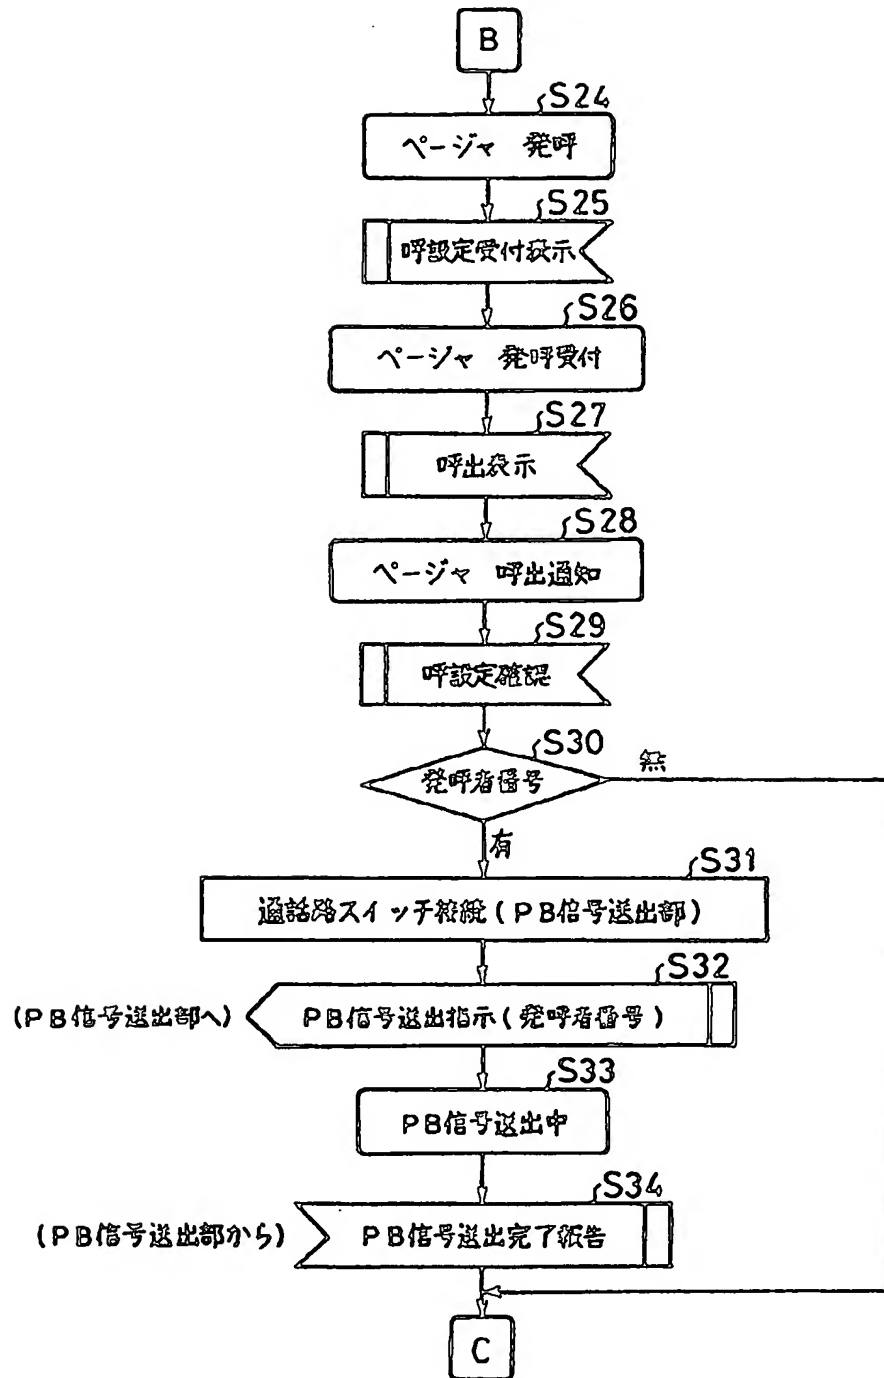 B
S24
ページャ 発呼
S25
呼設定受付表示
S26
ページャ 発呼受付
S27
呼出表示
S28
ページャ 呼出通知
S29
呼設定確認
S30
発呼者番号
無
有
S31
通話路スイッチ接続(PB信号送出部)
S32
(PB信号送出部へ)
PB信号送出指示(発呼者番号)
S33
PB信号送出中
S34
(PB信号送出部から)
PB信号送出完了報告
C